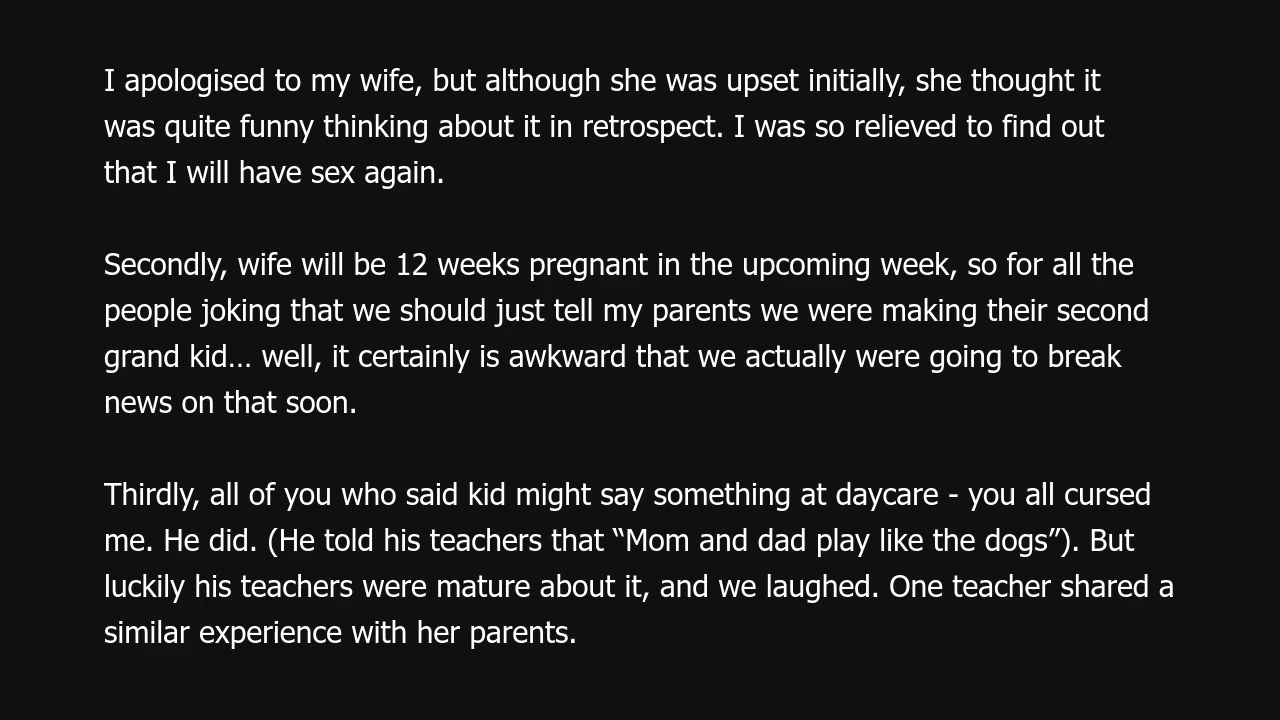 I apologised to my wife, but although she was upset initially, she thought it
was quite funny thinking about it in retrospect. I was so relieved to find out
that I will have sex again.
Secondly, wife will be 12 weeks pregnant in the upcoming week, so for all the
people joking that we should just tell my parents we were making their second
grand kid... well, it certainly is awkward that we actually were going to break
news on that soon.
Thirdly, all of you who said kid might say something at daycare - you all cursed
me. He did. (He told his teachers that “Mom and dad play like the dogs”). But
luckily his teachers were mature about it, and we laughed. One teacher shared a
similar experience with her parents.